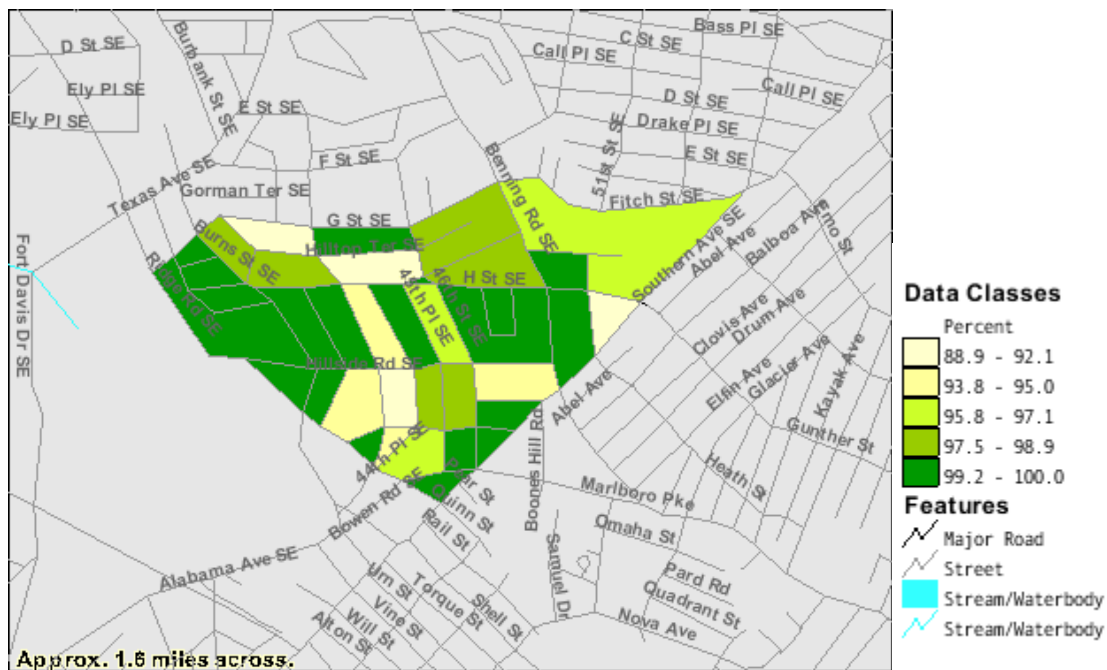 Bass Pl SE
C St SE
D St SE
Call Pl SE
Burbank St SE
Ely Pl SE
Call Pl SE
D St SE
E St SE
Ely Pl SE
Drake Pl SE
51st St SE
E St SE
F St SE
Benning Rd SE
Texas Ave SE
Gorman Ter SE
Fitch St SE
G St SE
Burns St SE
Hilltop Ter SE
Southern Ave SE
Abel Ave
Balboa Ave
Fort Davis Dr SE
Ridge Rd SE
45th Pl SE
46th St SE
H St SE
Clovis Ave
Drum Ave
Hillside Rd SE
Elfin Ave
Glacier Ave
Kayak Ave
Abel Ave
Gunther St
44th Pl SE
Boones Hill Rd
Heath St
Bowen Rd SE
Quinn St
Rail St
Marlboro Pke
Omaha St
Samuel Dr
Alabama Ave SE
Urn St
Torque St
Shell St
Pard Rd
Quadrant St
Vine St
Will St
Alton St
Nova Ave
Approx. 1.6 miles across.
Data Classes
Percent
88.9 - 92.1
93.8 - 95.0
95.8 - 97.1
97.5 - 98.9
99.2 - 100.0
Features
Major Road
Street
Stream/Waterbody
Stream/Waterbody